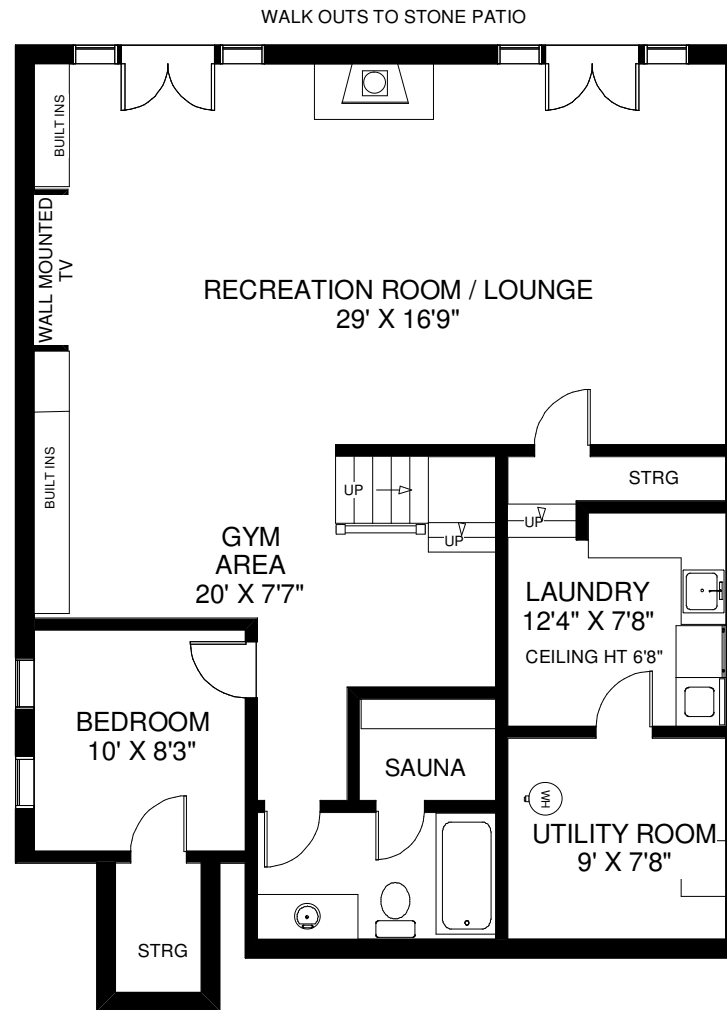 WALK OUTS TO STONE PATIO
BUILT INS
WALL MOUNTED
TV
RECREATION ROOM / LOUNGE
29' X 16'9"
BUILT INS
UP
UP
UP
STRG
GYM
AREA
20' X 7'7"
LAUNDRY
12'4" X 7'8"
CEILING HT 6'8"
BEDROOM
10' X 8'3"
SAUNA
WH
UTILITY ROOM
9' X 7'8"
STRG